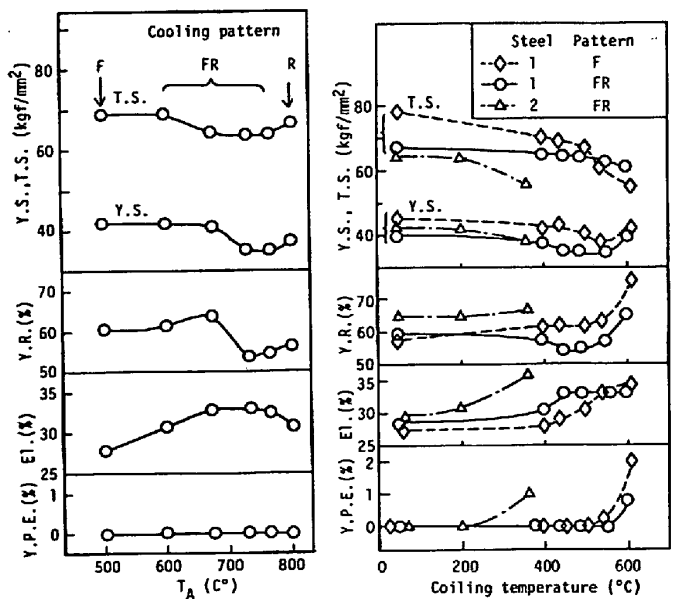 Cooling pattern
F
FR
R
T.S.
Y.S.
Y.S.,T.S. (kgf/mm²)
80
60
40
Y.R.(%)
70
60
50
El.(%)
35
30
25
Y.P.E.(%)
1
0
500 600 700 800
T_A (C°)
Steel Pattern
1 F
1 FR
2 FR
T.S.
Y.S.
Y.S., T.S. (kgf/mm²)
80
60
40
Y.R.(%)
70
60
50
El.(%)
35
30
25
Y.P.E.(%)
2
1
0
0 200 400 600
Coiling temperature (°C)